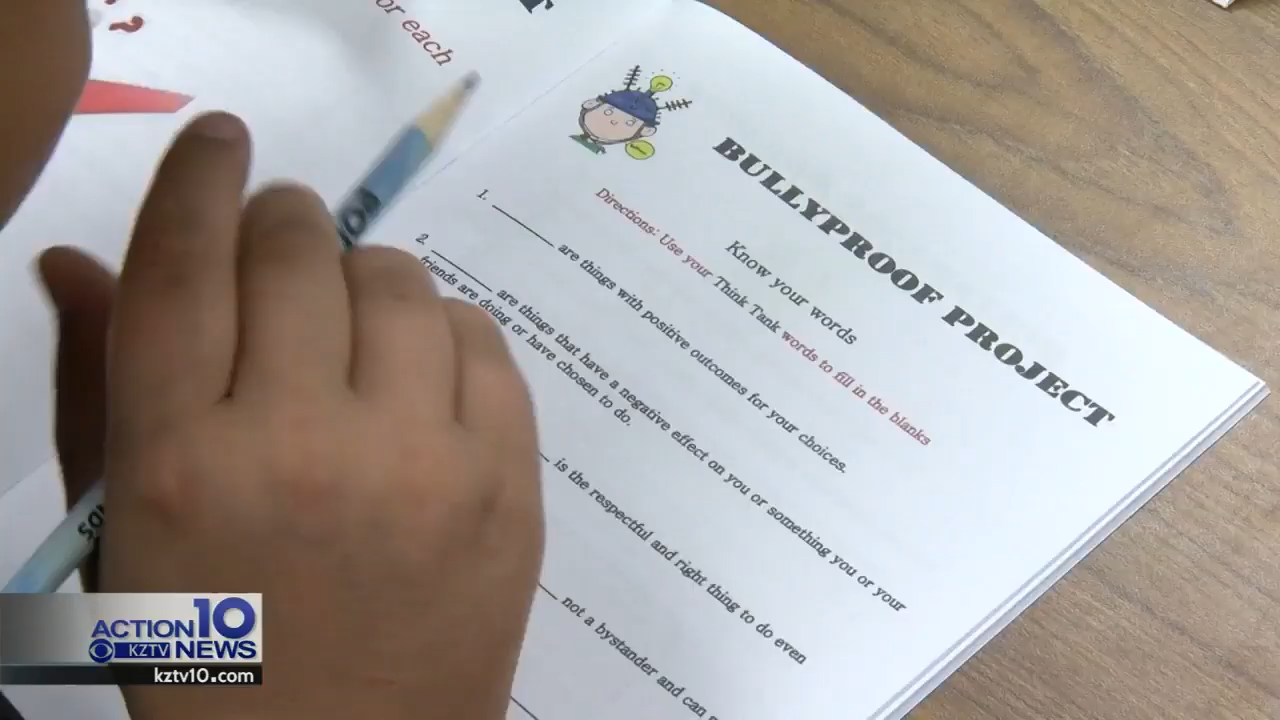 or each
T
BULLYPROOF PROJECT
Know your words
Directions: Use your Think Tank words to fill in the blanks
1. ________ are things with positive outcomes for your choices.
2. ________ are things that have a negative effect on you or something you or your
friends are doing or have chosen to do.
is the respectful and right thing to do even
not a bystander and can
ACTION 10
KZTV NEWS
kztv10.com